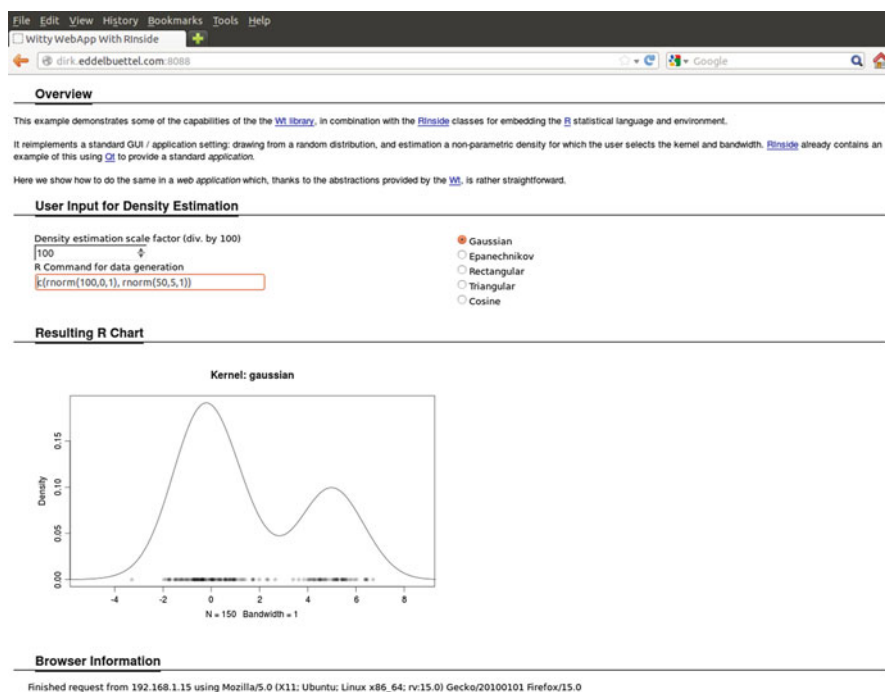 File Edit View History Bookmarks Tools Help
Witty WebApp With RInside
dirk.eddelbuettel.com:8088
Google
Overview
This example demonstrates some of the capabilities of the the Wt library, in combination with the RInside classes for embedding the R statistical language and environment.
It reimplements a standard GUI / application setting: drawing from a random distribution, and estimation a non-parametric density for which the user selects the kernel and bandwidth. RInside already contains an
example of this using Qt to provide a standard application.
Here we show how to do the same in a web application which, thanks to the abstractions provided by the Wt, is rather straightforward.
User Input for Density Estimation
Density estimation scale factor (div. by 100)
100
R Command for data generation
c(rnorm(100,0,1), rnorm(50,5,1))
Gaussian
Epanechnikov
Rectangular
Triangular
Cosine
Resulting R Chart
Kernel: gaussian
Density
0.15
0.10
0.05
0.00
-4 -2 0 2 4 6 8
N = 150 Bandwidth = 1
Browser Information
Finished request from 192.168.1.15 using Mozilla/5.0 (X11; Ubuntu; Linux x86_64; rv:15.0) Gecko/20100101 Firefox/15.0